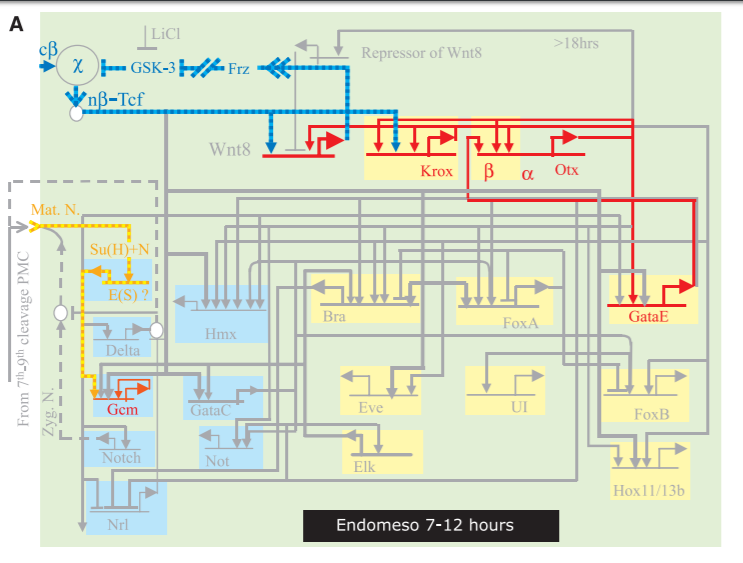 A
LiCl
cβ
χ
GSK-3
Frz
Repressor of Wnt8
>18hrs
nβ-Tcf
Wnt8
Krox
β
α
Otx
Mat. N.
Su(H)+N
E(S) ?
From 7th-9th cleavage PMC
Zyg. N.
Delta
Hmx
Bra
FoxA
GataE
Gcm
GataC
Eve
UI
FoxB
Notch
Not
Elk
Hox11/13b
Nrl
Endomeso 7-12 hours